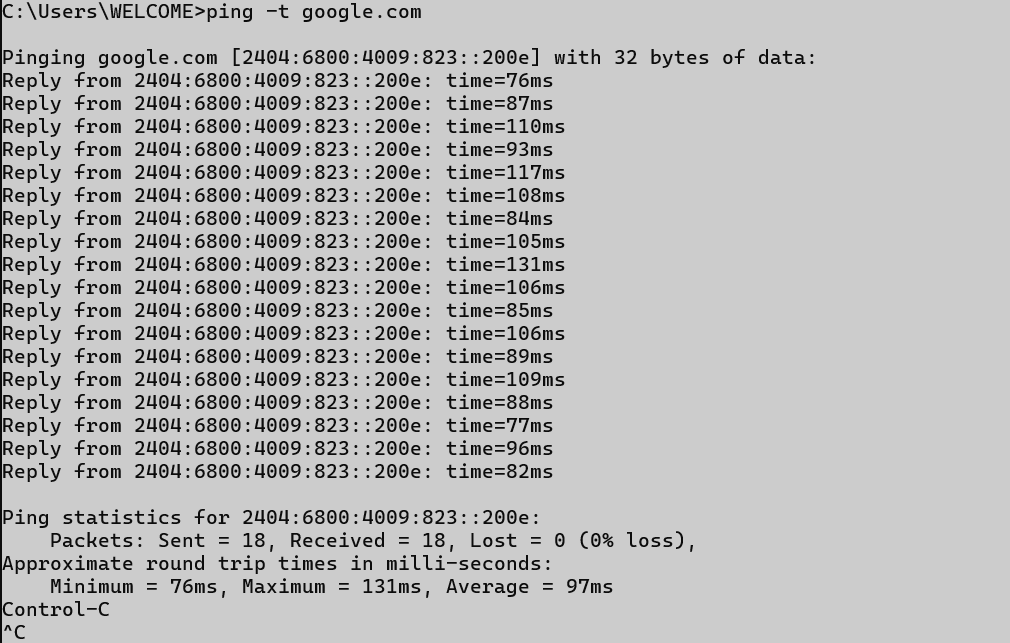 C:\Users\WELCOME>ping -t google.com
Pinging google.com [2404:6800:4009:823::200e] with 32 bytes of data:
Reply from 2404:6800:4009:823::200e: time=76ms
Reply from 2404:6800:4009:823::200e: time=87ms
Reply from 2404:6800:4009:823::200e: time=110ms
Reply from 2404:6800:4009:823::200e: time=93ms
Reply from 2404:6800:4009:823::200e: time=117ms
Reply from 2404:6800:4009:823::200e: time=108ms
Reply from 2404:6800:4009:823::200e: time=84ms
Reply from 2404:6800:4009:823::200e: time=105ms
Reply from 2404:6800:4009:823::200e: time=131ms
Reply from 2404:6800:4009:823::200e: time=106ms
Reply from 2404:6800:4009:823::200e: time=85ms
Reply from 2404:6800:4009:823::200e: time=106ms
Reply from 2404:6800:4009:823::200e: time=89ms
Reply from 2404:6800:4009:823::200e: time=109ms
Reply from 2404:6800:4009:823::200e: time=88ms
Reply from 2404:6800:4009:823::200e: time=77ms
Reply from 2404:6800:4009:823::200e: time=96ms
Reply from 2404:6800:4009:823::200e: time=82ms
Ping statistics for 2404:6800:4009:823::200e:
    Packets: Sent = 18, Received = 18, Lost = 0 (0% loss),
Approximate round trip times in milli-seconds:
    Minimum = 76ms, Maximum = 131ms, Average = 97ms
Control-C
^C